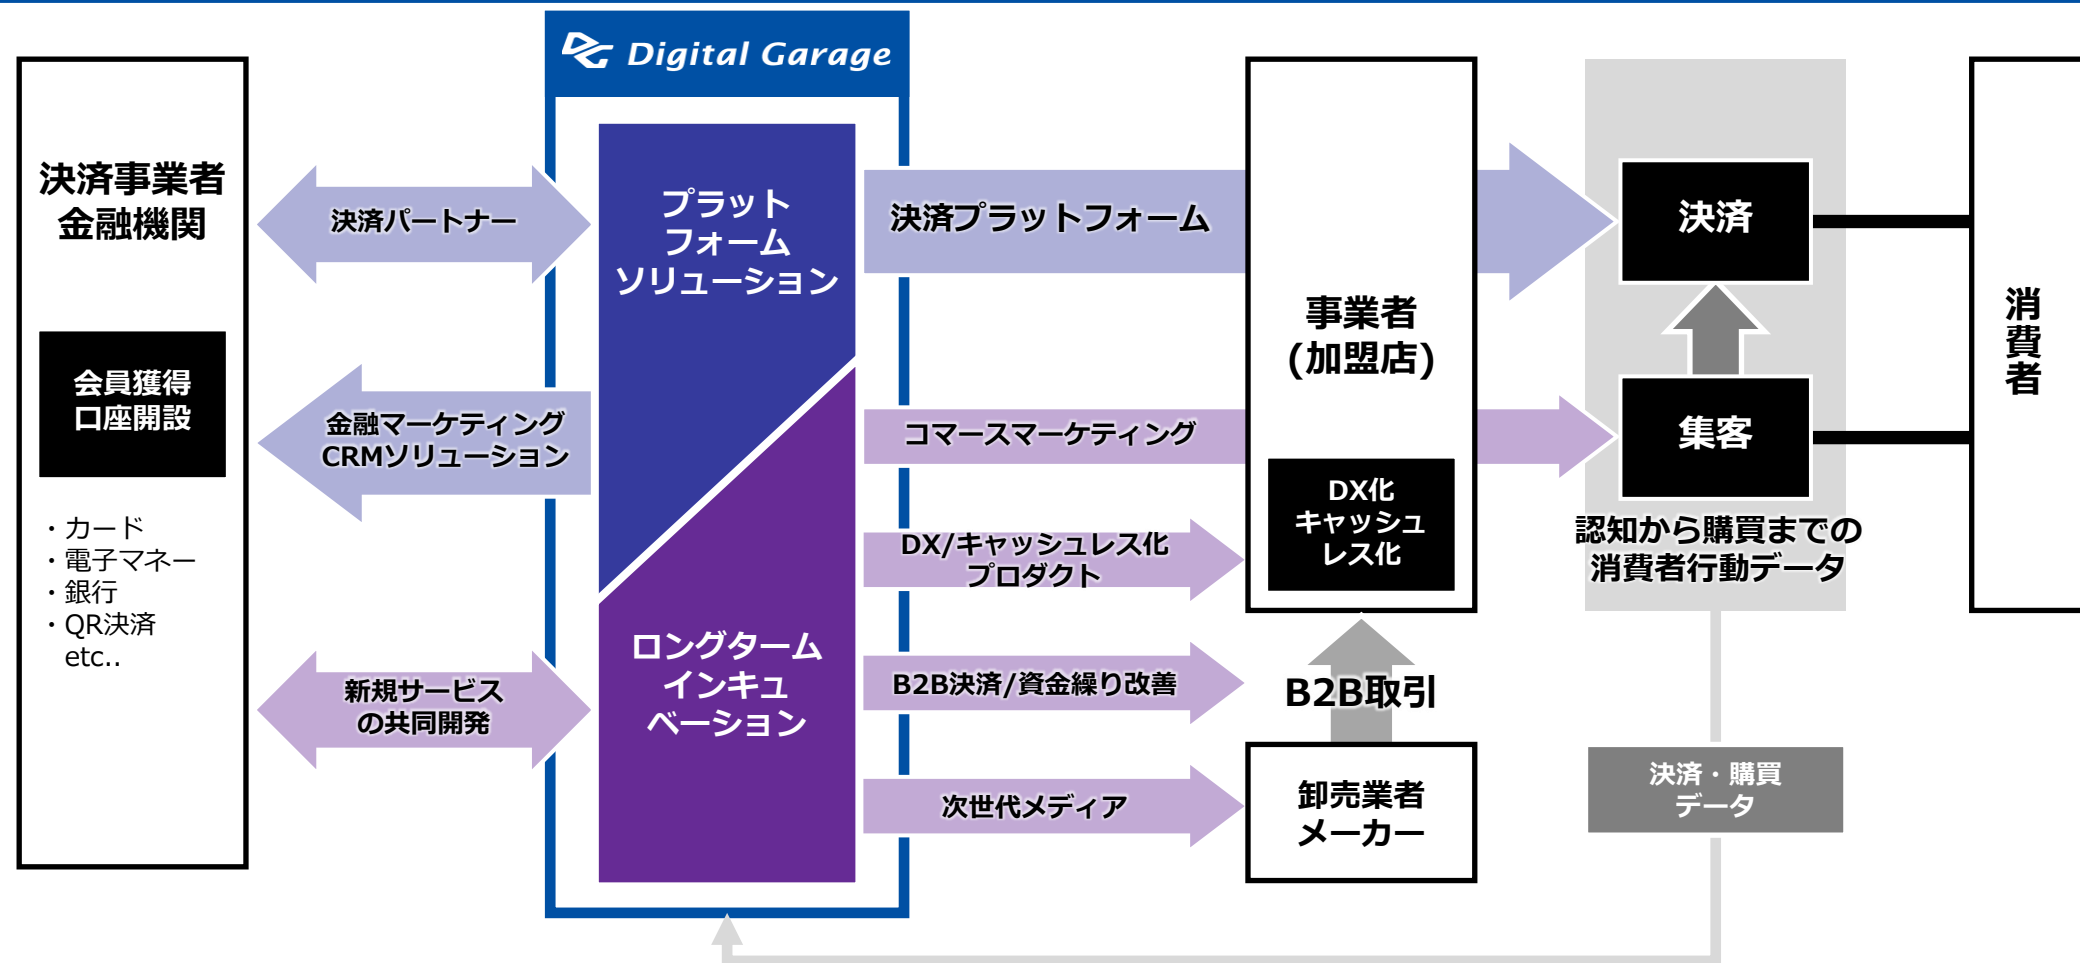 Digital Garage
決済事業者
金融機関
会員獲得
口座開設
・カード
・電子マネー
・銀行
・QR決済
etc..
決済パートナー
金融マーケティング
CRMソリューション
新規サービス
の共同開発
プラット
フォーム
ソリューション
ロングターム
インキュ
ベーション
決済プラットフォーム
コマースマーケティング
DX/キャッシュレス化
プロダクト
B2B決済/資金繰り改善
次世代メディア
事業者
(加盟店)
DX化
キャッシュ
レス化
B2B取引
卸売業者
メーカー
決済
集客
認知から購買までの
消費者行動データ
決済・購買
データ
消費者